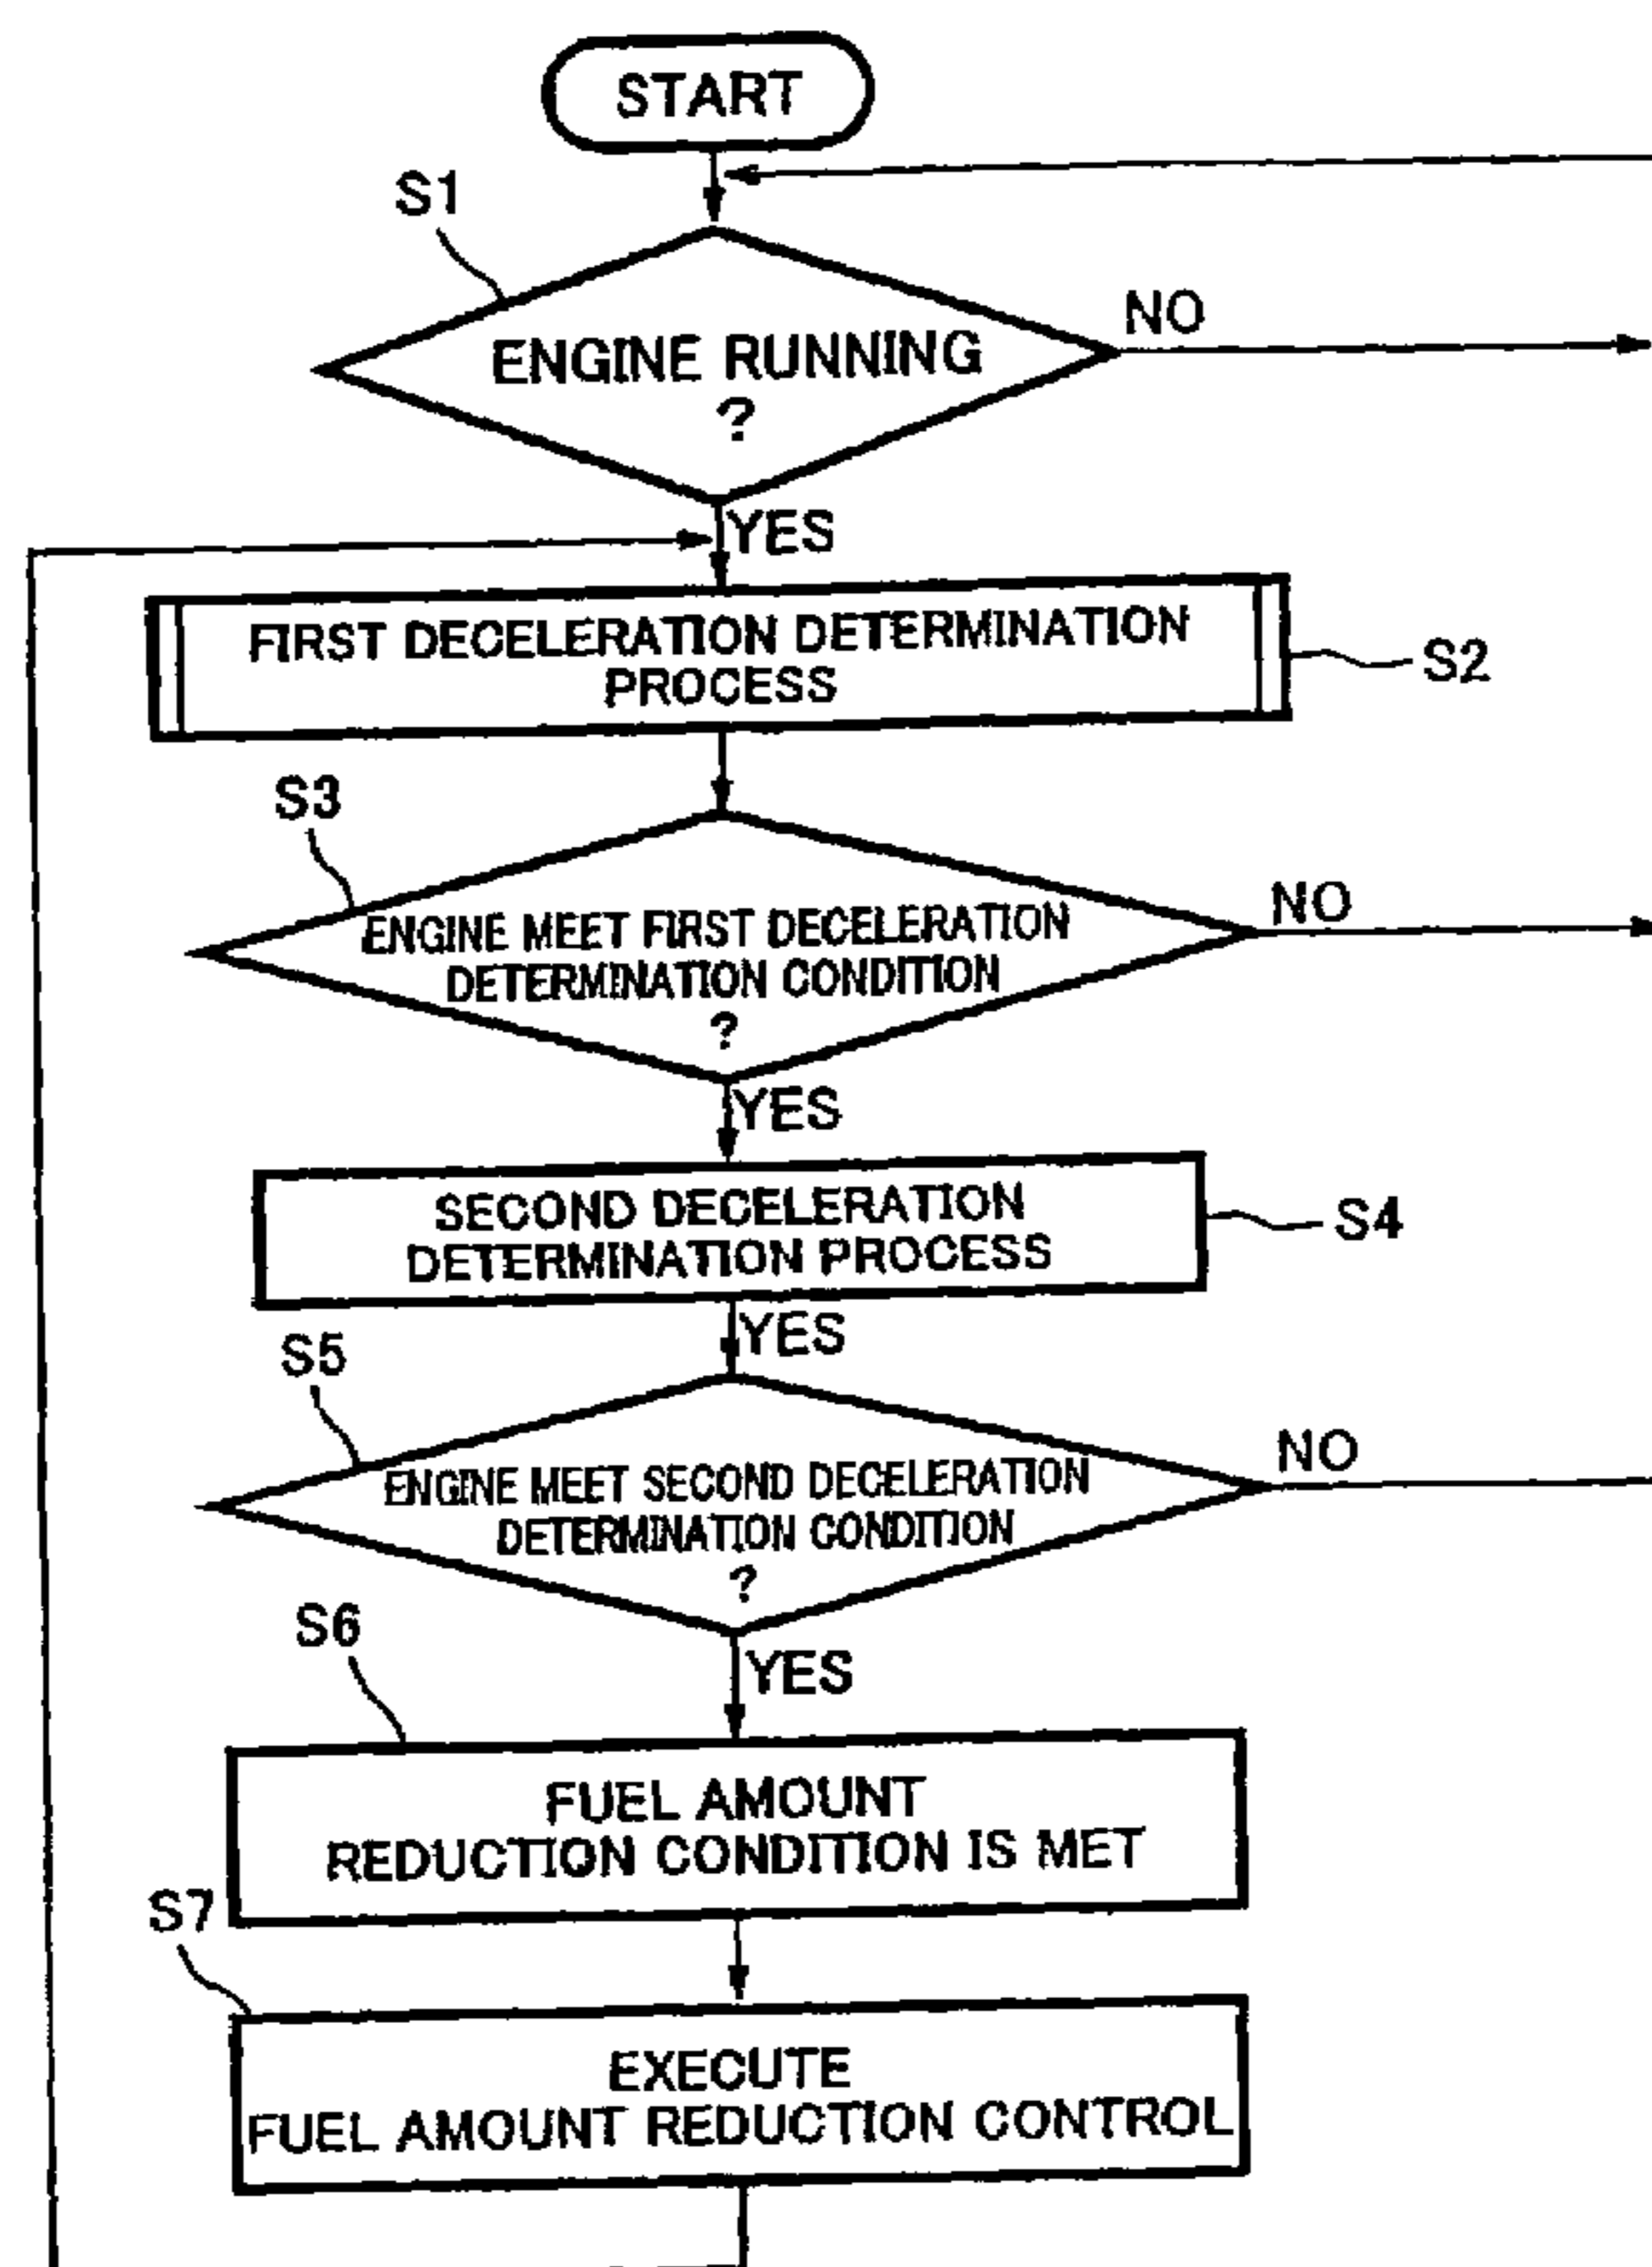 START
S1
NO
ENGINE RUNNING
?
YES
FIRST DECELERATION DETERMINATION
PROCESS
S2
S3
NO
ENGINE MEET FIRST DECELERATION
DETERMINATION CONDITION
?
YES
SECOND DECELERATION
DETERMINATION PROCESS
S4
YES
S5
NO
ENGINE MEET SECOND DECELERATION
DETERMINATION CONDITION
?
S6
YES
FUEL AMOUNT
REDUCTION CONDITION IS MET
S7
EXECUTE
FUEL AMOUNT REDUCTION CONTROL